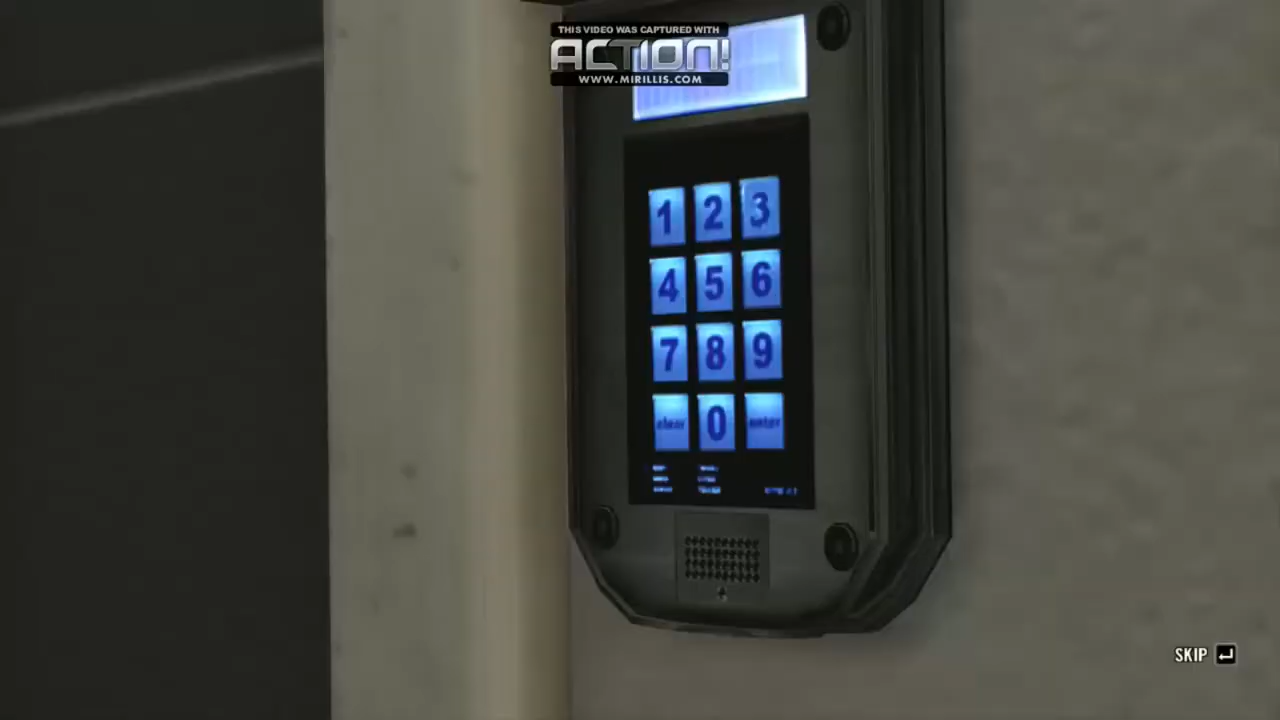 THIS VIDEO WAS CAPTURED WITH
ACTION!
WWW.MIRILLIS.COM
1 2 3
4 5 6
7 8 9
clear 0 enter
SKIP